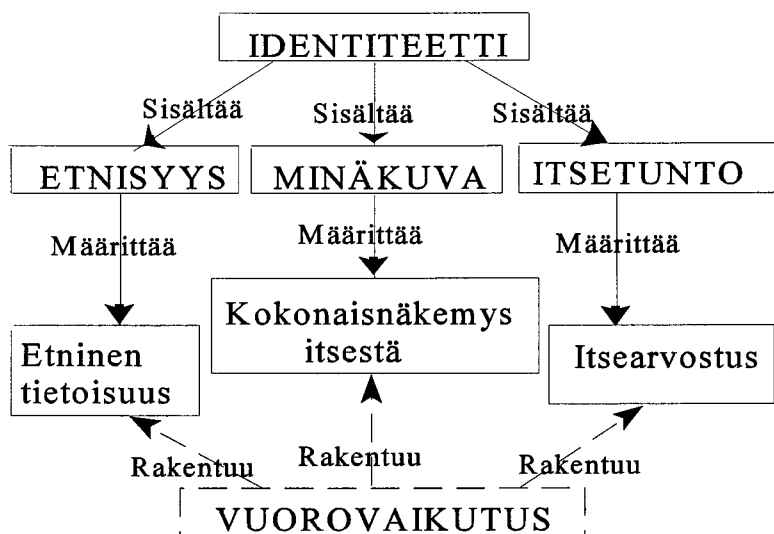 IDENTITEETTI
Sisältää Sisältää Sisältää
ETNISYYS MINÄKUVA ITSETUNTO
Määrittää Määrittää Määrittää
Kokonaisnäkemys
itsestä
Etninen
tietoisuus
Itsearvostus
Rakentuu Rakentuu Rakentuu
VUOROVAIKUTUS